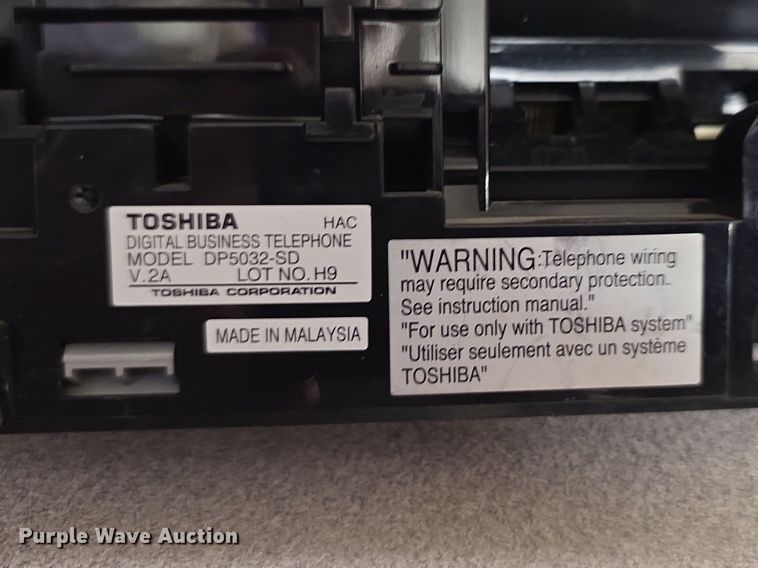 TOSHIBA HAC
DIGITAL BUSINESS TELEPHONE
MODEL DP5032-SD
V.2A LOT NO. H9
TOSHIBA CORPORATION
MADE IN MALAYSIA
"WARNING:Telephone wiring
may require secondary protection.
See instruction manual."
"For use only with TOSHIBA system"
"Utiliser seulement avec un système
TOSHIBA"
Purple Wave Auction